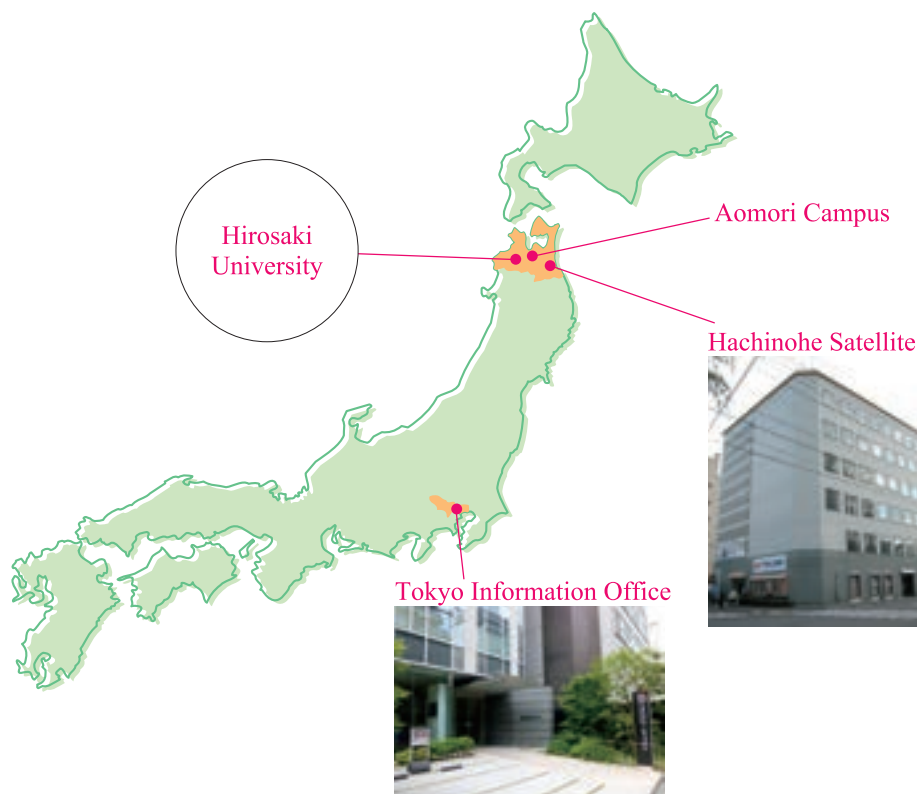 Hirosaki
University
Aomori Campus
Hachinohe Satellite
Tokyo Information Office